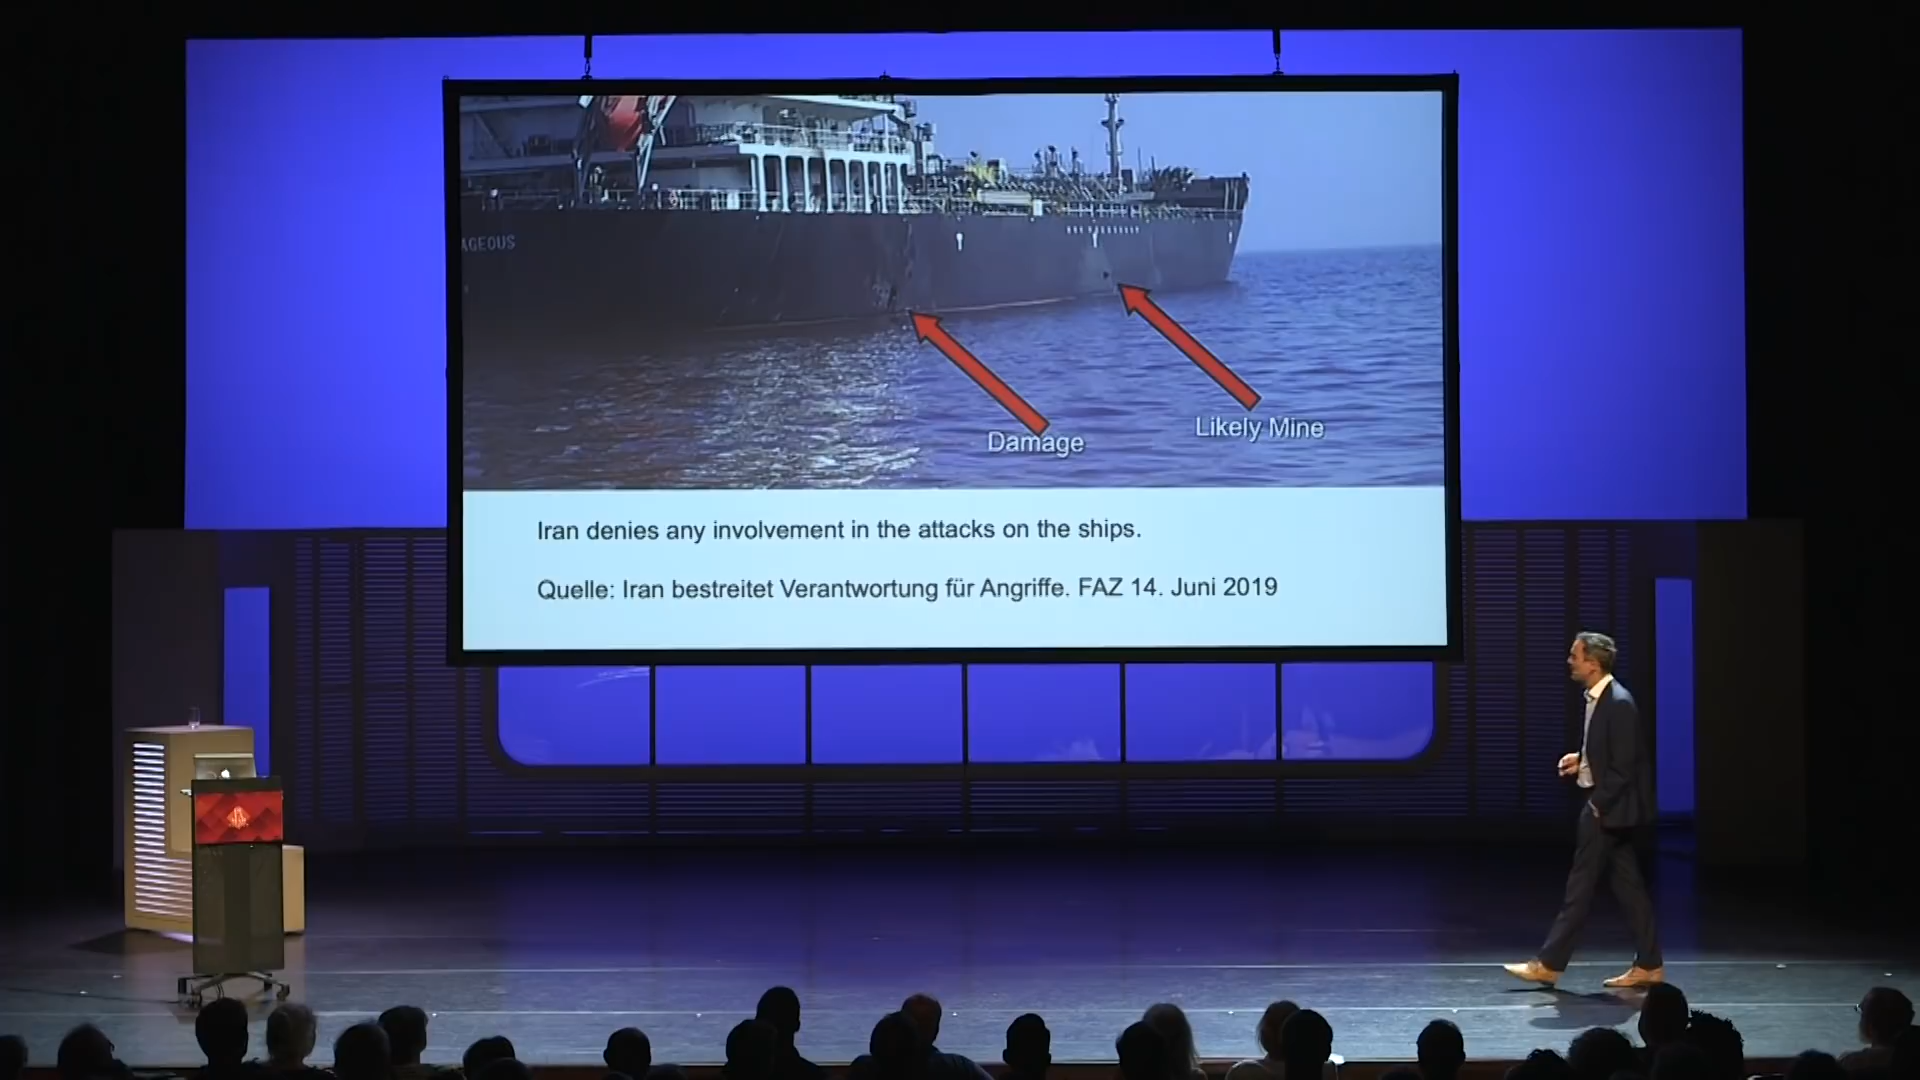 AGEOUS
Damage
Likely Mine
Iran denies any involvement in the attacks on the ships.
Quelle: Iran bestreitet Verantwortung für Angriffe. FAZ 14. Juni 2019